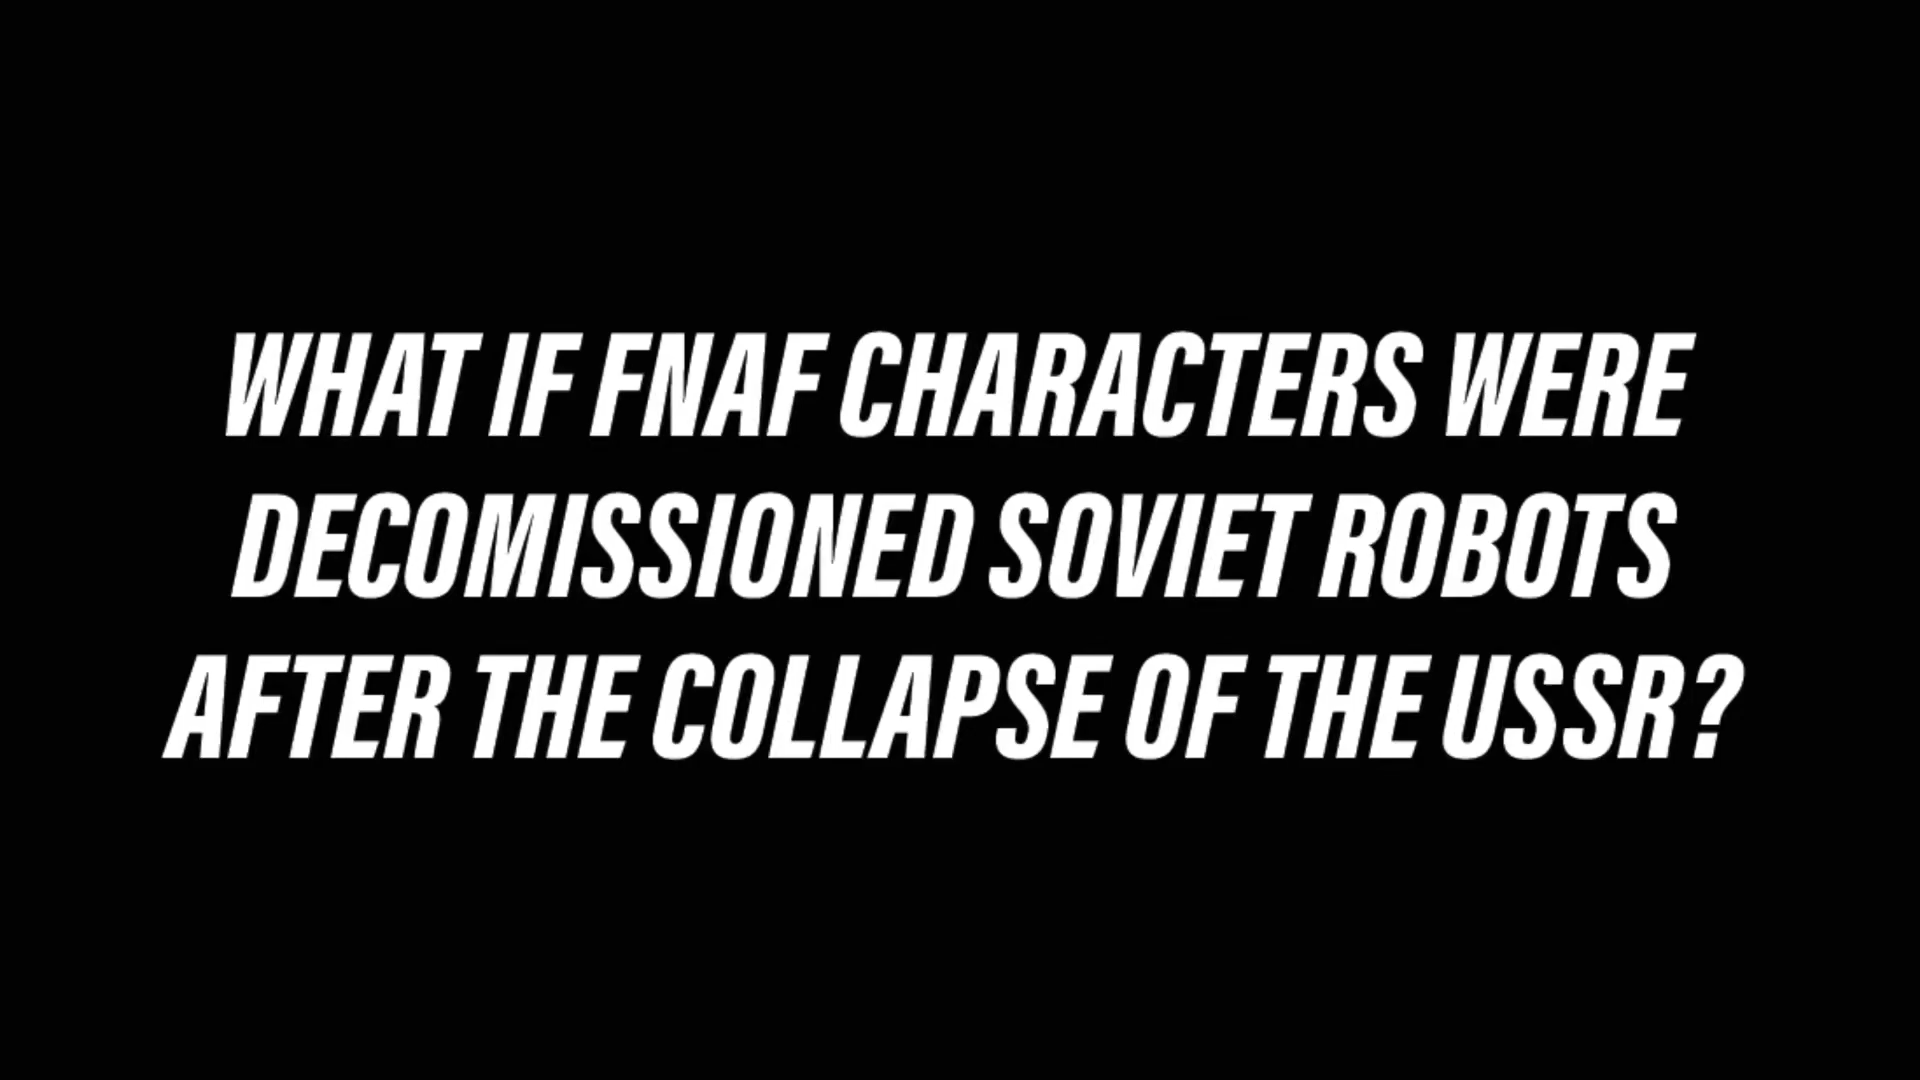 WHAT IF FNAF CHARACTERS WERE
DECOMISSIONED SOVIET ROBOTS
AFTER THE COLLAPSE OF THE USSR?